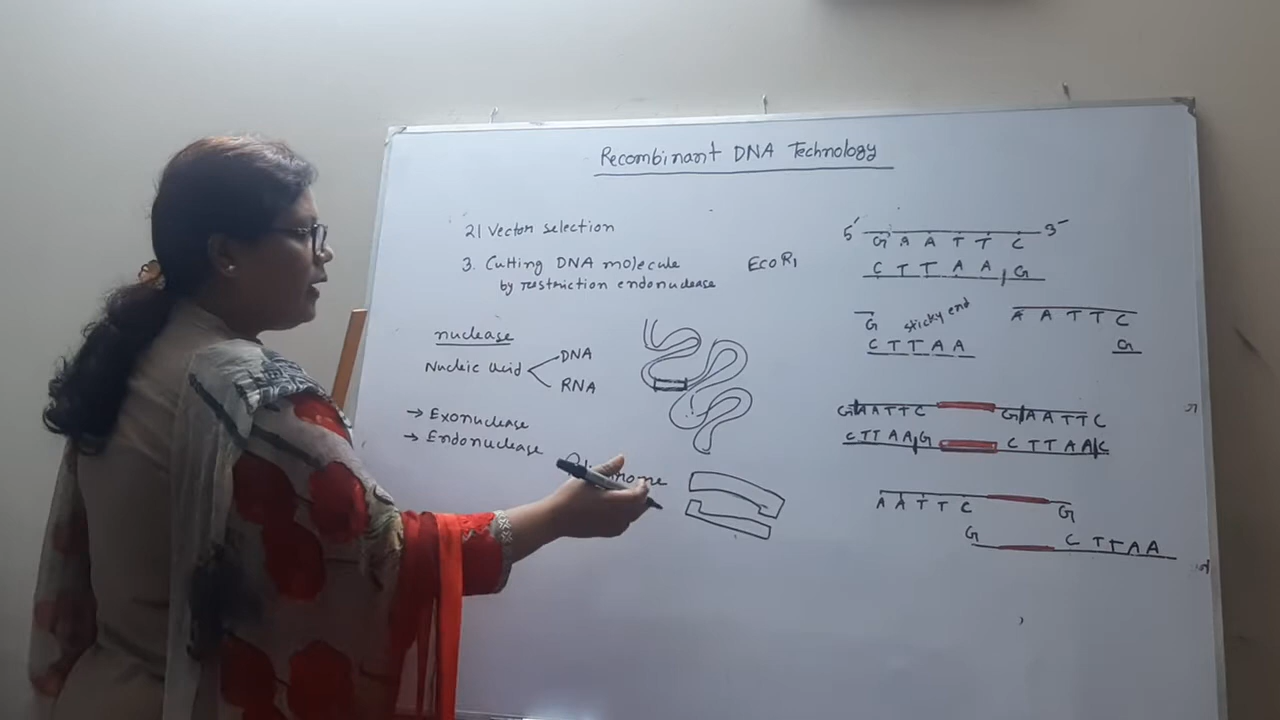 Recombinant DNA Technology
2) Vector selection
3. Cutting DNA molecule
by restriction endonuclease
EcoR1
nuclease
Nucleic acid
DNA
RNA
→ Exonuclease
→ Endonuclease
5' 3'
G A A T T C
C T T A A G
G
C T T A A
sticky end
A A T T C
G
G A A T T C G A A T T C
C T T A A G C T T A A C
A A T T C G
G C T T A A